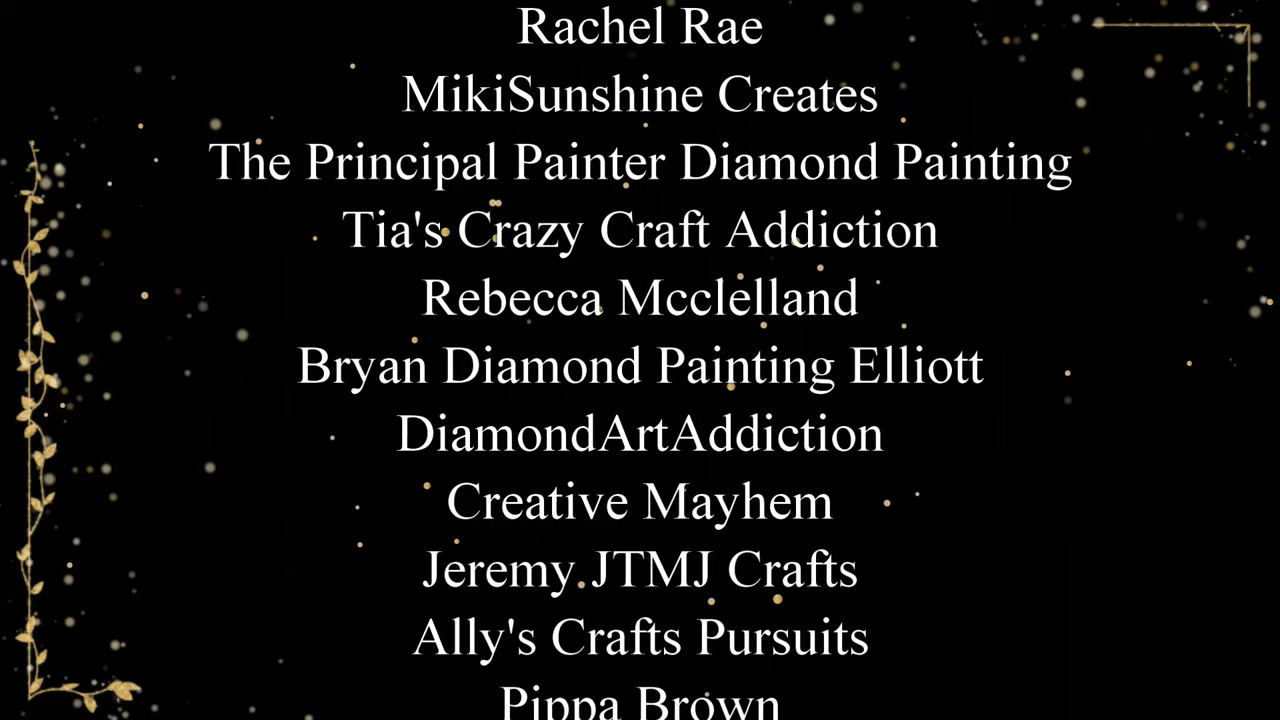 Rachel Rae
MikiSunshine Creates
The Principal Painter Diamond Painting
Tia's Crazy Craft Addiction
Rebecca Mcclelland
Bryan Diamond Painting Elliott
DiamondArtAddiction
Creative Mayhem
Jeremy JTMJ Crafts
Ally's Crafts Pursuits
Pippa Brown